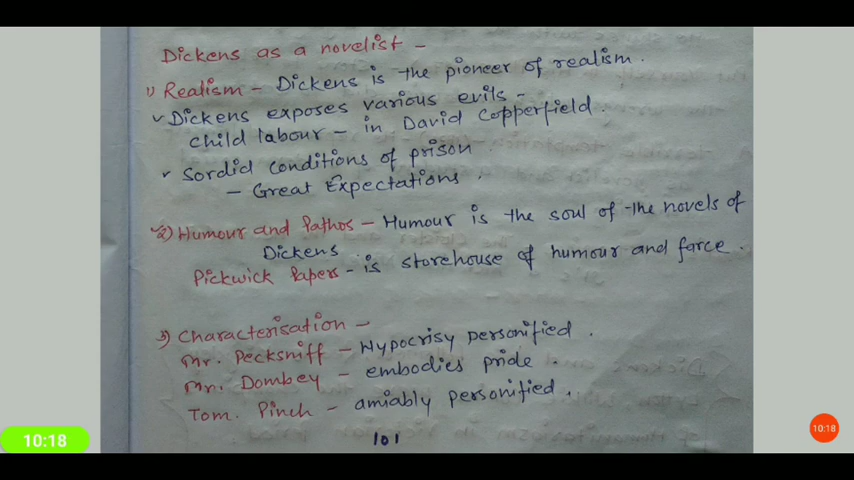 Dickens as a novelist -
1) Realism - Dickens is the pioneer of realism.
✓ Dickens exposes various evils -
child labour - in David Copperfield.
✓ Sordid conditions of prison
- Great Expectations.
2) Humour and Pathos - Humour is the soul of the novels of
Dickens
Pickwick Papers - is storehouse of humour and farce.
3) Characterisation -
Mr. Pecksniff - Hypocrisy personified.
Mr. Dombey - embodies pride.
Tom. Pinch - amiably personified.
101
10:18
10:18